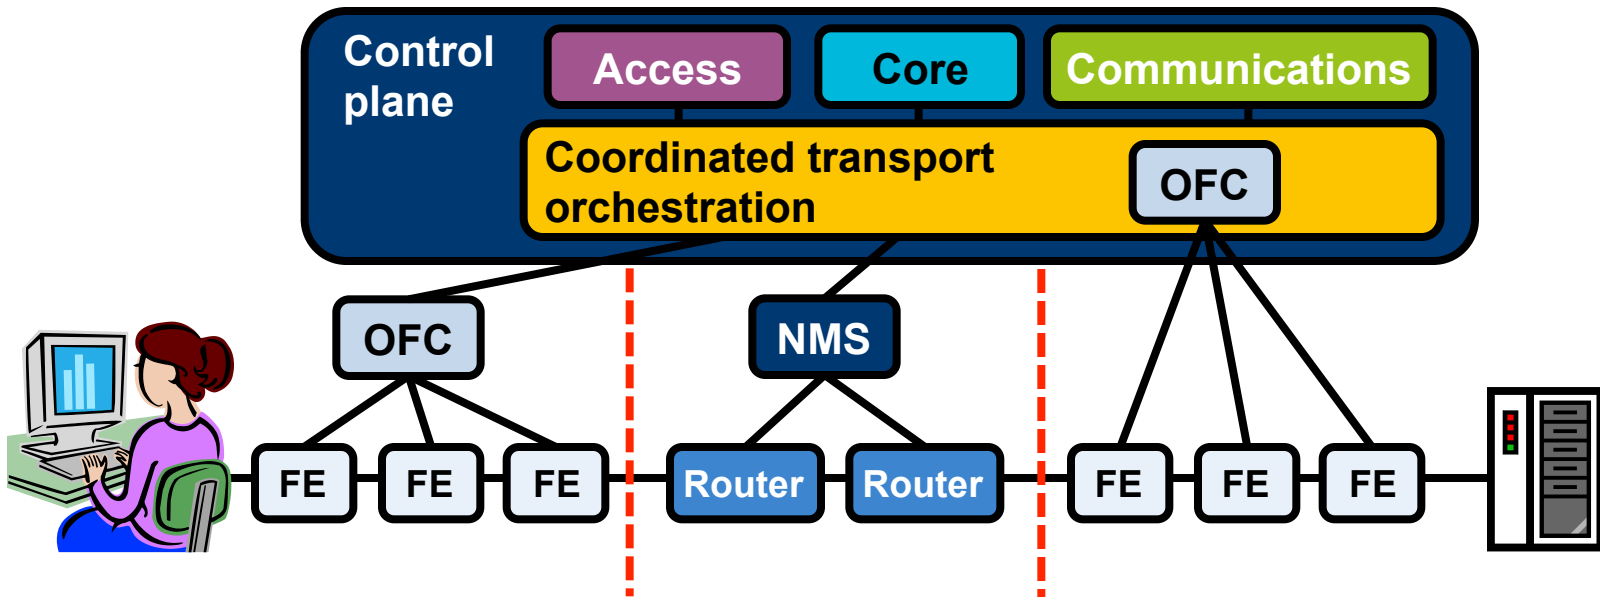 Control
plane
Access
Core
Communications
Coordinated transport
orchestration
OFC
OFC
NMS
FE
FE
FE
Router
Router
FE
FE
FE